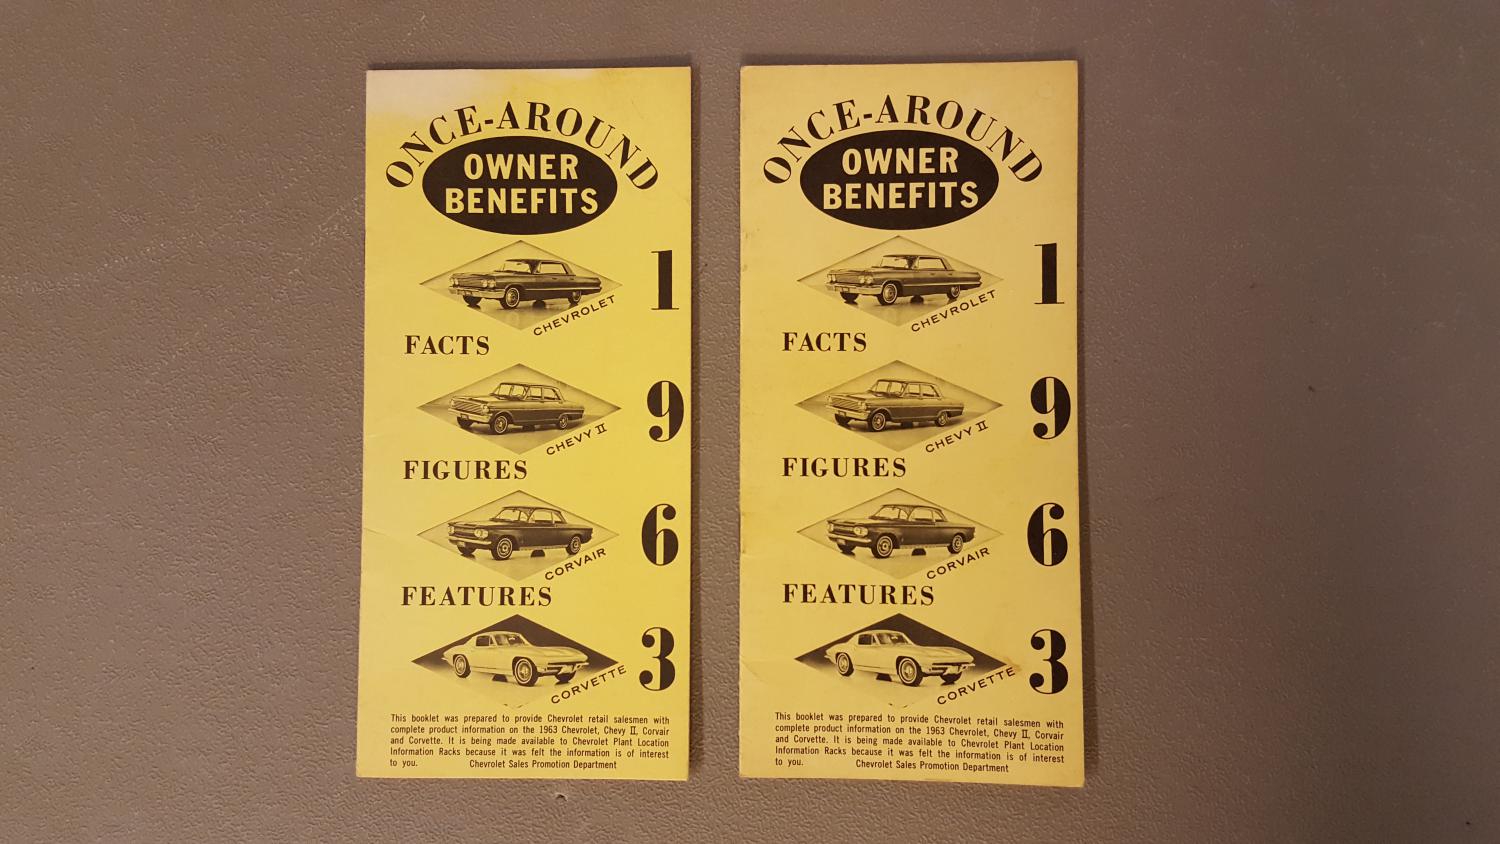 ONCE-AROUND
OWNER
BENEFITS
1
CHEVROLET
FACTS
9
CHEVY II
FIGURES
6
CORVAIR
FEATURES
3
CORVETTE
This booklet was prepared to provide Chevrolet retail salesmen with
complete product information on the 1963 Chevrolet, Chevy II, Corvair
and Corvette. It is being made available to Chevrolet Plant Location
Information Racks because it was felt the information is of interest
to you. Chevrolet Sales Promotion Department
ONCE-AROUND
OWNER
BENEFITS
1
CHEVROLET
FACTS
9
CHEVY II
FIGURES
6
CORVAIR
FEATURES
3
CORVETTE
This booklet was prepared to provide Chevrolet retail salesmen with
complete product information on the 1963 Chevrolet, Chevy II, Corvair
and Corvette. It is being made available to Chevrolet Plant Location
Information Racks because it was felt the information is of interest
to you. Chevrolet Sales Promotion Department